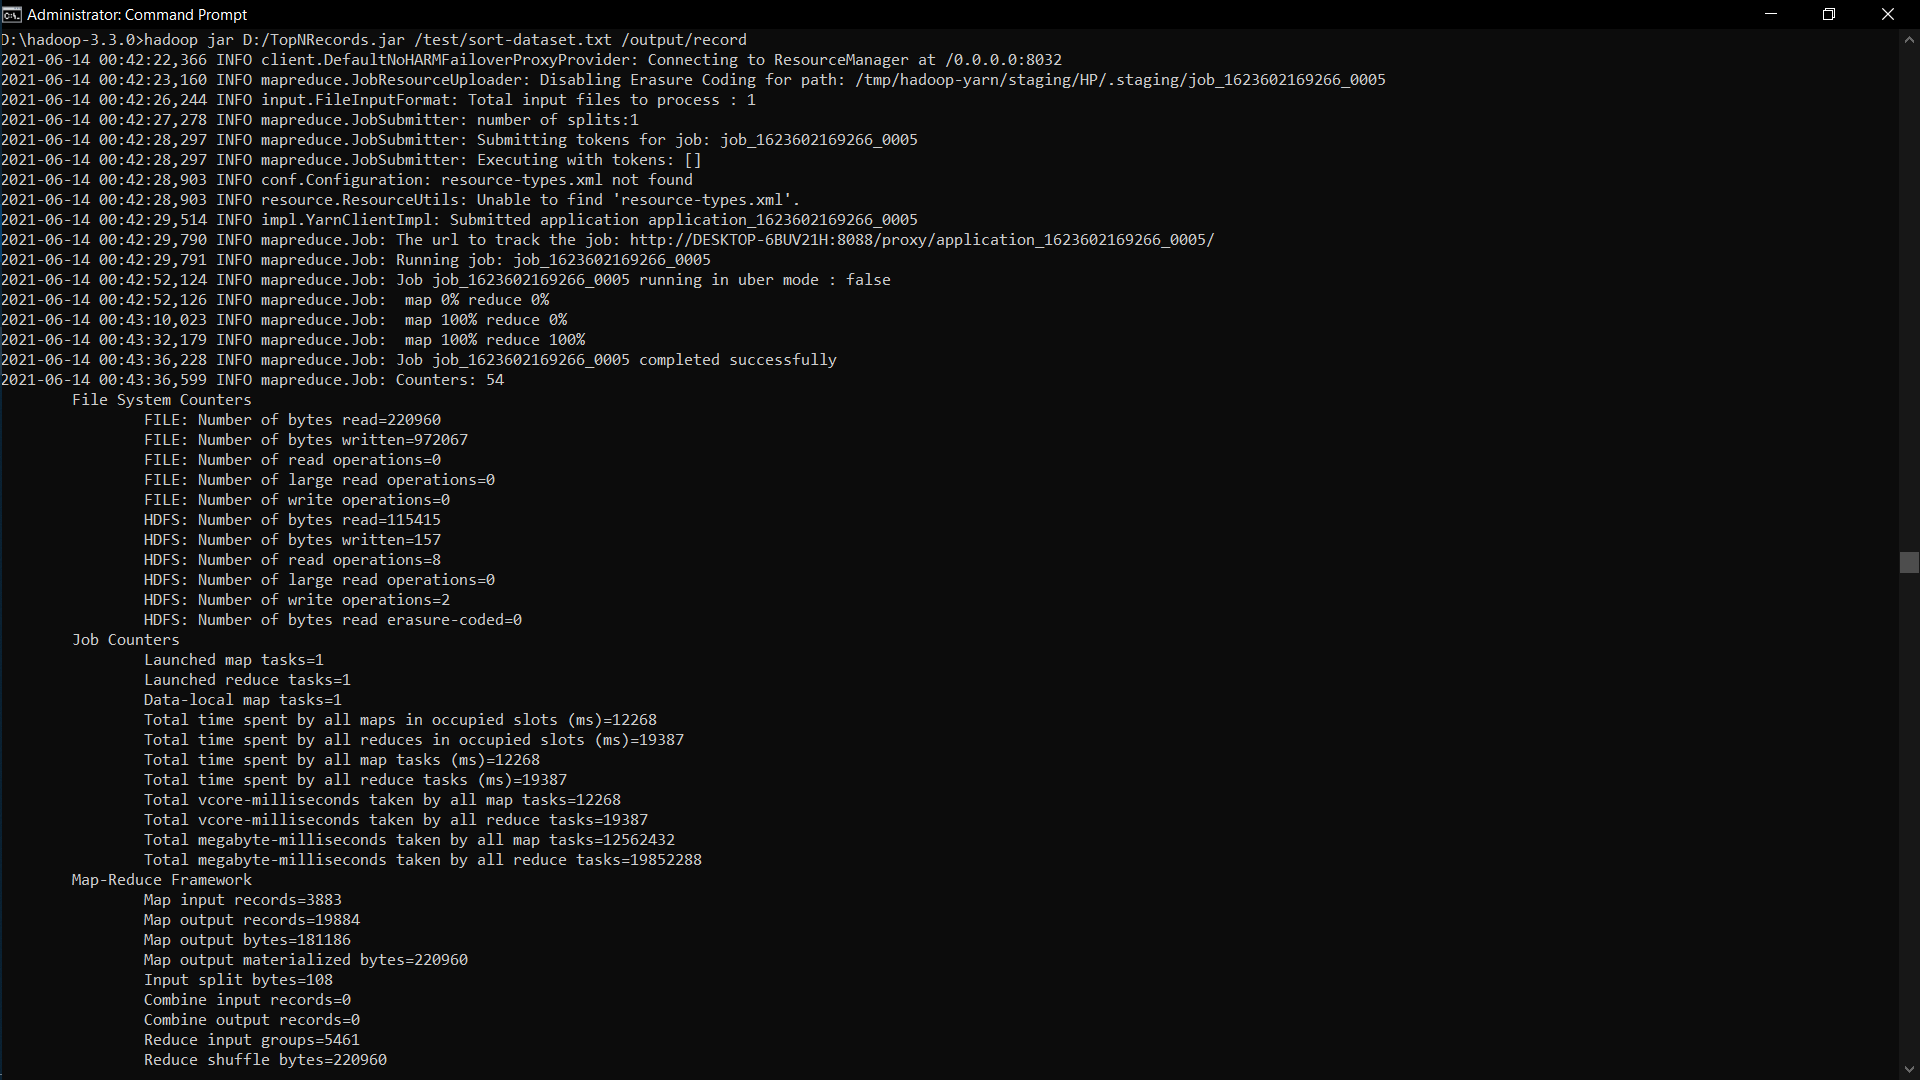 Administrator: Command Prompt
D:\hadoop-3.3.0>hadoop jar D:/TopNRecords.jar /test/sort-dataset.txt /output/record
2021-06-14 00:42:22,366 INFO client.DefaultNoHARMFailoverProxyProvider: Connecting to ResourceManager at /0.0.0.0:8032
2021-06-14 00:42:23,160 INFO mapreduce.JobResourceUploader: Disabling Erasure Coding for path: /tmp/hadoop-yarn/staging/HP/.staging/job_1623602169266_0005
2021-06-14 00:42:26,244 INFO input.FileInputFormat: Total input files to process : 1
2021-06-14 00:42:27,278 INFO mapreduce.JobSubmitter: number of splits:1
2021-06-14 00:42:28,297 INFO mapreduce.JobSubmitter: Submitting tokens for job: job_1623602169266_0005
2021-06-14 00:42:28,297 INFO mapreduce.JobSubmitter: Executing with tokens: []
2021-06-14 00:42:28,903 INFO conf.Configuration: resource-types.xml not found
2021-06-14 00:42:28,903 INFO resource.ResourceUtils: Unable to find 'resource-types.xml'.
2021-06-14 00:42:29,514 INFO impl.YarnClientImpl: Submitted application application_1623602169266_0005
2021-06-14 00:42:29,790 INFO mapreduce.Job: The url to track the job: http://DESKTOP-6BUV21H:8088/proxy/application_1623602169266_0005/
2021-06-14 00:42:29,791 INFO mapreduce.Job: Running job: job_1623602169266_0005
2021-06-14 00:42:52,124 INFO mapreduce.Job: Job job_1623602169266_0005 running in uber mode : false
2021-06-14 00:42:52,126 INFO mapreduce.Job:  map 0% reduce 0%
2021-06-14 00:43:10,023 INFO mapreduce.Job:  map 100% reduce 0%
2021-06-14 00:43:32,179 INFO mapreduce.Job:  map 100% reduce 100%
2021-06-14 00:43:36,228 INFO mapreduce.Job: Job job_1623602169266_0005 completed successfully
2021-06-14 00:43:36,599 INFO mapreduce.Job: Counters: 54
File System Counters
FILE: Number of bytes read=220960
FILE: Number of bytes written=972067
FILE: Number of read operations=0
FILE: Number of large read operations=0
FILE: Number of write operations=0
HDFS: Number of bytes read=115415
HDFS: Number of bytes written=157
HDFS: Number of read operations=8
HDFS: Number of large read operations=0
HDFS: Number of write operations=2
HDFS: Number of bytes read erasure-coded=0
Job Counters
Launched map tasks=1
Launched reduce tasks=1
Data-local map tasks=1
Total time spent by all maps in occupied slots (ms)=12268
Total time spent by all reduces in occupied slots (ms)=19387
Total time spent by all map tasks (ms)=12268
Total time spent by all reduce tasks (ms)=19387
Total vcore-milliseconds taken by all map tasks=12268
Total vcore-milliseconds taken by all reduce tasks=19387
Total megabyte-milliseconds taken by all map tasks=12562432
Total megabyte-milliseconds taken by all reduce tasks=19852288
Map-Reduce Framework
Map input records=3883
Map output records=19884
Map output bytes=181186
Map output materialized bytes=220960
Input split bytes=108
Combine input records=0
Combine output records=0
Reduce input groups=5461
Reduce shuffle bytes=220960